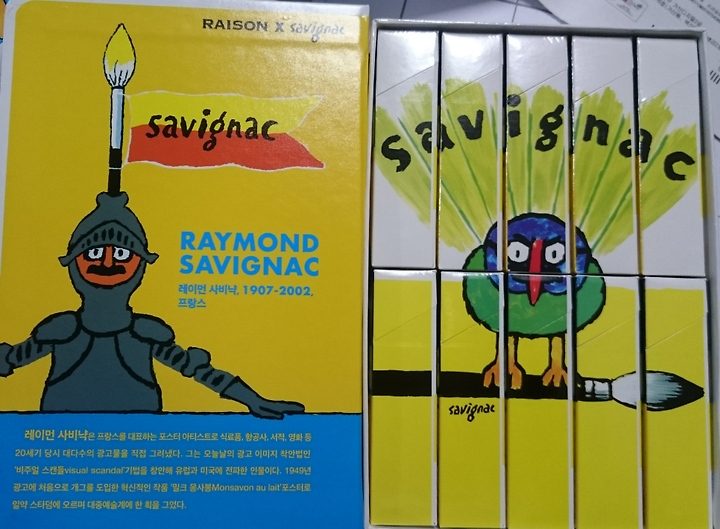 RAISON X savignac
savignac
RAYMOND
SAVIGNAC
레이먼 사비냑, 1907-2002,
프랑스
레이먼 사비냑은 프랑스를 대표하는 포스터 아티스트로 식료품, 항공사, 서적, 영화 등
20세기 당시 대다수의 광고물을 직접 그려냈다. 그는 오늘날의 광고 이미지 착안법인
'비주얼 스캔들visual scandal'기법을 창안해 유럽과 미국에 전파한 인물이다. 1949년
광고에 처음으로 개그를 도입한 혁신적인 작품 '밀크 몽사봉Monsavon au lait'포스터로
일약 스타덤에 오르며 대중예술계에 한 획을 그었다.
savignac
savignac